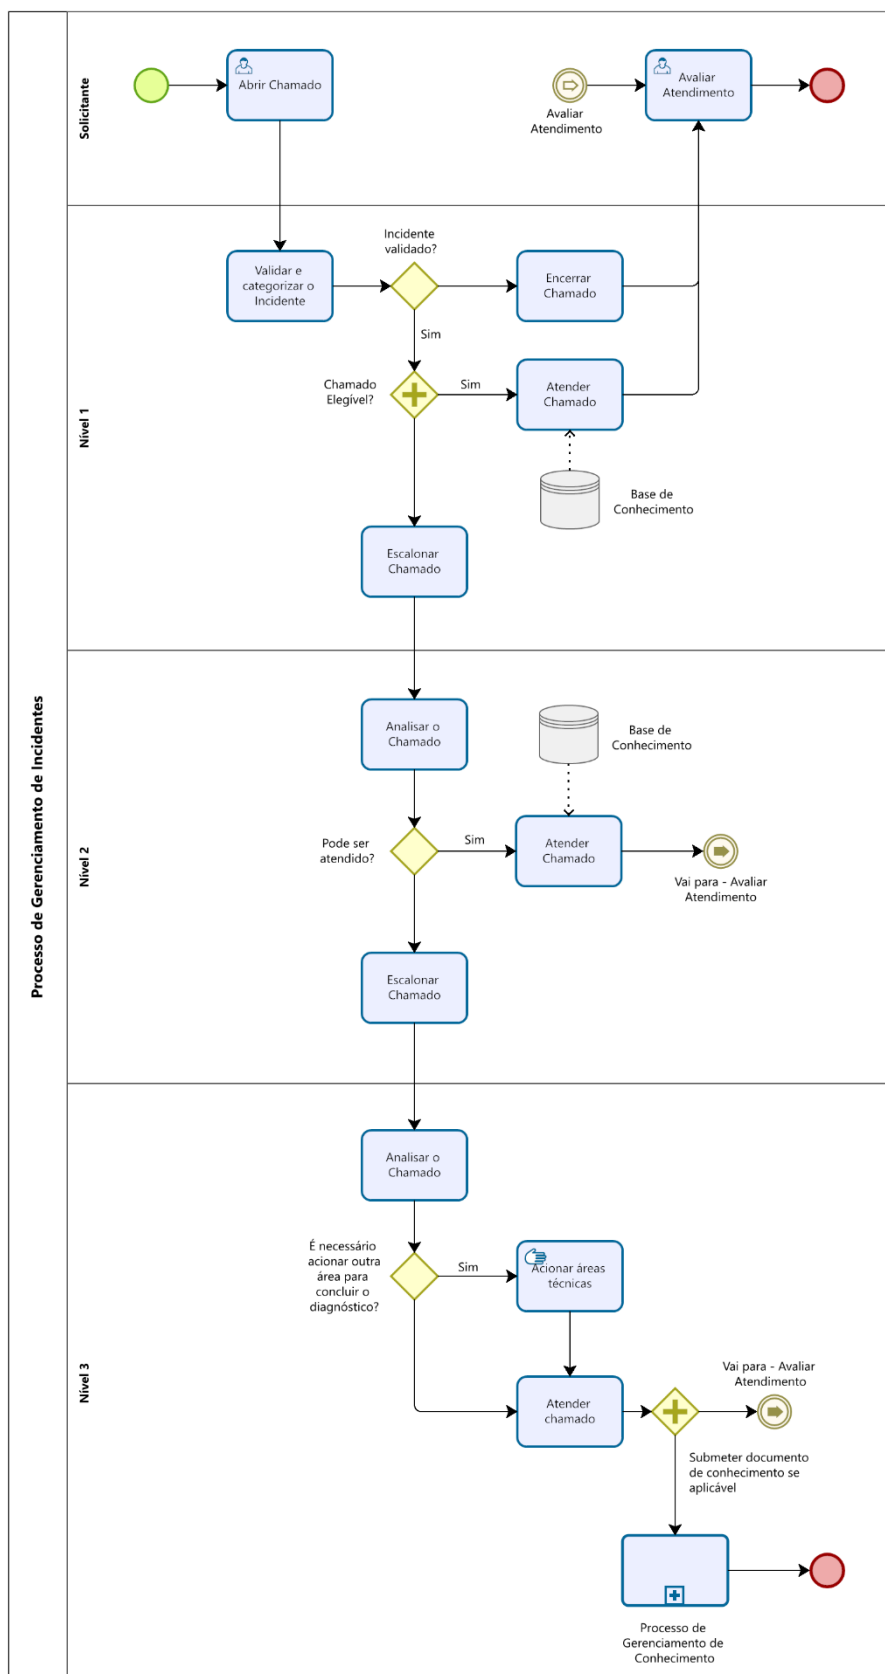 Processo de Gerenciamento de Incidentes
Solicitante
Abrir Chamado
Avaliar
Atendimento
Avaliar
Atendimento
Nível 1
Validar e
categorizar o
Incidente
Incidente
validado?
Encerrar
Chamado
Sim
Chamado
Elegível?
Sim
Atender
Chamado
Base de
Conhecimento
Escalonar
Chamado
Nível 2
Analisar o
Chamado
Base de
Conhecimento
Pode ser
atendido?
Sim
Atender
Chamado
Vai para - Avaliar
Atendimento
Escalonar
Chamado
Nível 3
Analisar o
Chamado
É necessário
acionar outra
área para
concluir o
diagnóstico?
Sim
Acionar áreas
técnicas
Atender
chamado
Vai para - Avaliar
Atendimento
Submeter documento
de conhecimento se
aplicável
Processo de
Gerenciamento de
Conhecimento